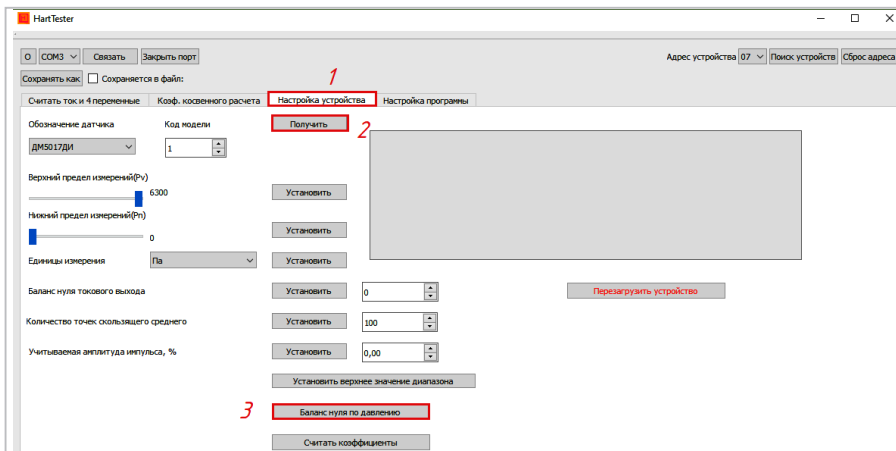 HartTester
О COM3 Связать Закрыть порт Адрес устройства 07 Поиск устройств Сброс адреса
Сохранять как Сохраняется в файл:
1
Считать ток и 4 переменные Коэф. косвенного расчета Настройка устройства Настройка программы
Обозначение датчика Код модели Получить 2
ДМ5017ДИ 1
Верхний предел измерений(Pv)
6300 Установить
Нижний предел измерений(Pn)
0 Установить
Единицы измерения Па Установить
Баланс нуля токового выхода Установить 0 Перезагрузить устройство
Количество точек скользящего среднего Установить 100
Учитываемая амплитуда импульса, % Установить 0,00
Установить верхнее значение диапазона
3 Баланс нуля по давлению
Считать коэффициенты